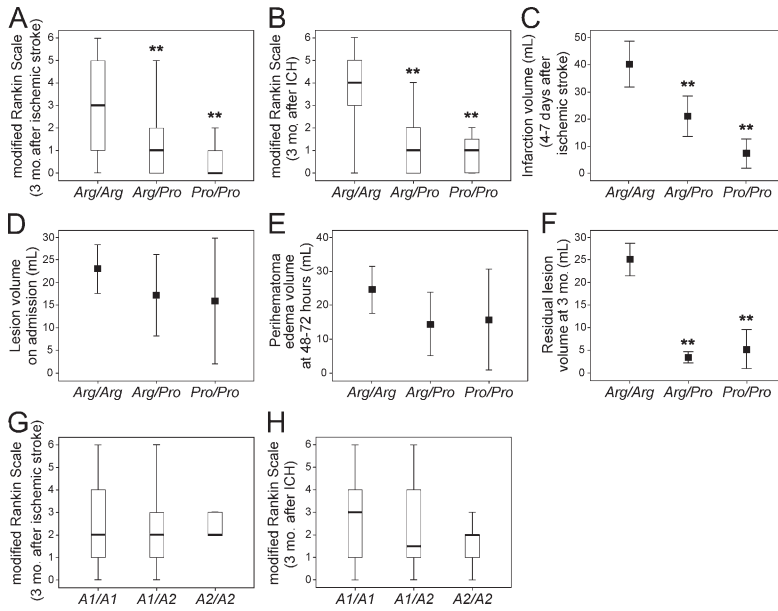 A
modified Rankin Scale
(3 mo. after ischemic stroke)
6
5
4
3
2
1
0
**
**
Arg/Arg Arg/Pro Pro/Pro
B
modified Rankin Scale
(3 mo. after ICH)
6
5
4
3
2
1
0
**
**
Arg/Arg Arg/Pro Pro/Pro
C
Infarction volume (mL)
(4-7 days after
ischemic stroke)
50
40
30
20
10
0
**
**
Arg/Arg Arg/Pro Pro/Pro
D
Lesion volume
on admission (mL)
30
25
20
15
10
5
0
Arg/Arg Arg/Pro Pro/Pro
E
Perihematoma
edema volume
at 48-72 hours (mL)
40
30
20
10
0
Arg/Arg Arg/Pro Pro/Pro
F
Residual lesion
volume at 3 mo. (mL)
30
25
20
15
10
5
0
**
**
Arg/Arg Arg/Pro Pro/Pro
G
modified Rankin Scale
(3 mo. after ischemic stroke)
6
5
4
3
2
1
0
A1/A1 A1/A2 A2/A2
H
modified Rankin Scale
(3 mo. after ICH)
6
5
4
3
2
1
0
A1/A1 A1/A2 A2/A2